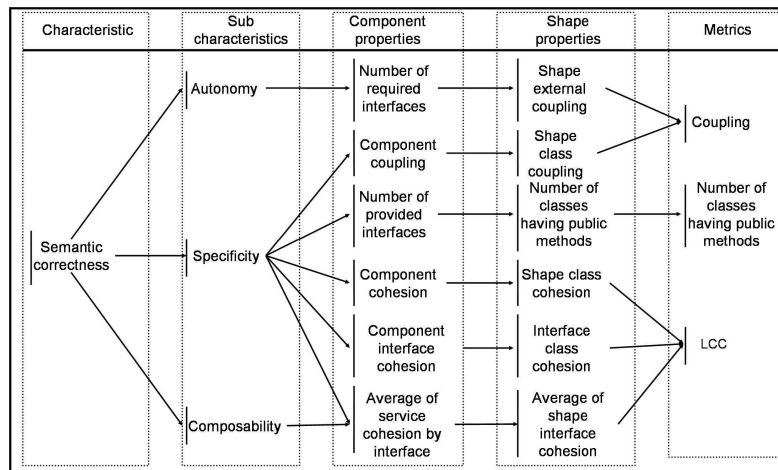 Characteristic
Sub
characteristics
Component
properties
Shape
properties
Metrics
Autonomy
Number of
required
interfaces
Shape
external
coupling
Coupling
Component
coupling
Shape
class
coupling
Number of
provided
interfaces
Number of
classes
having public
methods
Number of
classes
having public
methods
Semantic
correctness
Specificity
Component
cohesion
Shape class
cohesion
Component
interface
cohesion
Interface
class
cohesion
LCC
Composability
Average of
service
cohesion by
interface
Average of
shape
interface
cohesion